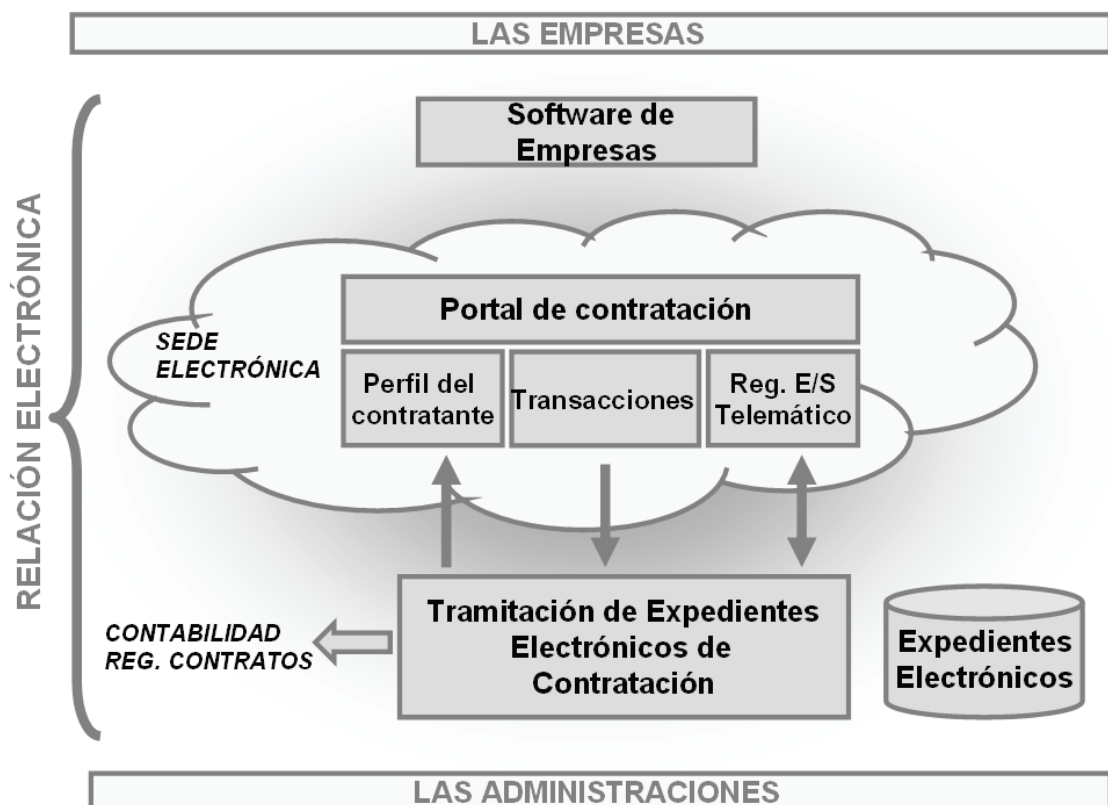 LAS EMPRESAS
Software de
Empresas
RELACIÓN ELECTRÓNICA
Portal de contratación
SEDE
ELECTRÓNICA
Perfil del
contratante
Transacciones
Reg. E/S
Telemático
Tramitación de Expedientes
Electrónicos de
Contratación
CONTABILIDAD
REG. CONTRATOS
Expedientes
Electrónicos
LAS ADMINISTRACIONES